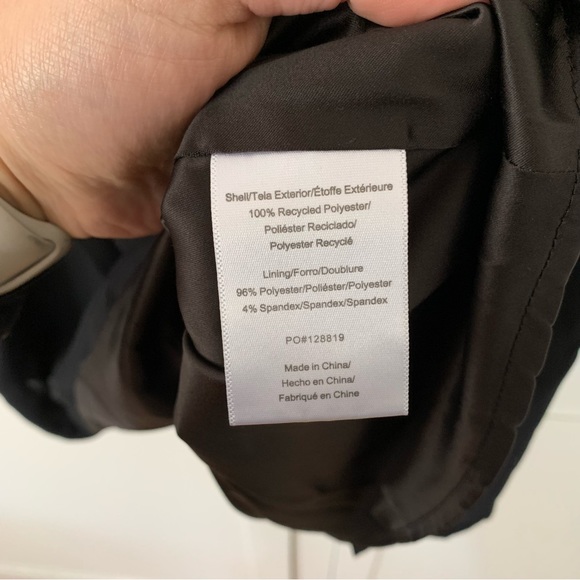 Shell/Tela Exterior/Étoffe Extérieure
100% Recycled Polyester/
Poliéster Reciclado/
Polyester Recyclé
Lining/Forro/Doublure
96% Polyester/Poliéster/Polyester
4% Spandex/Spandex/Spandex
PO#128819
Made in China/
Hecho en China/
Fabriqué en Chine